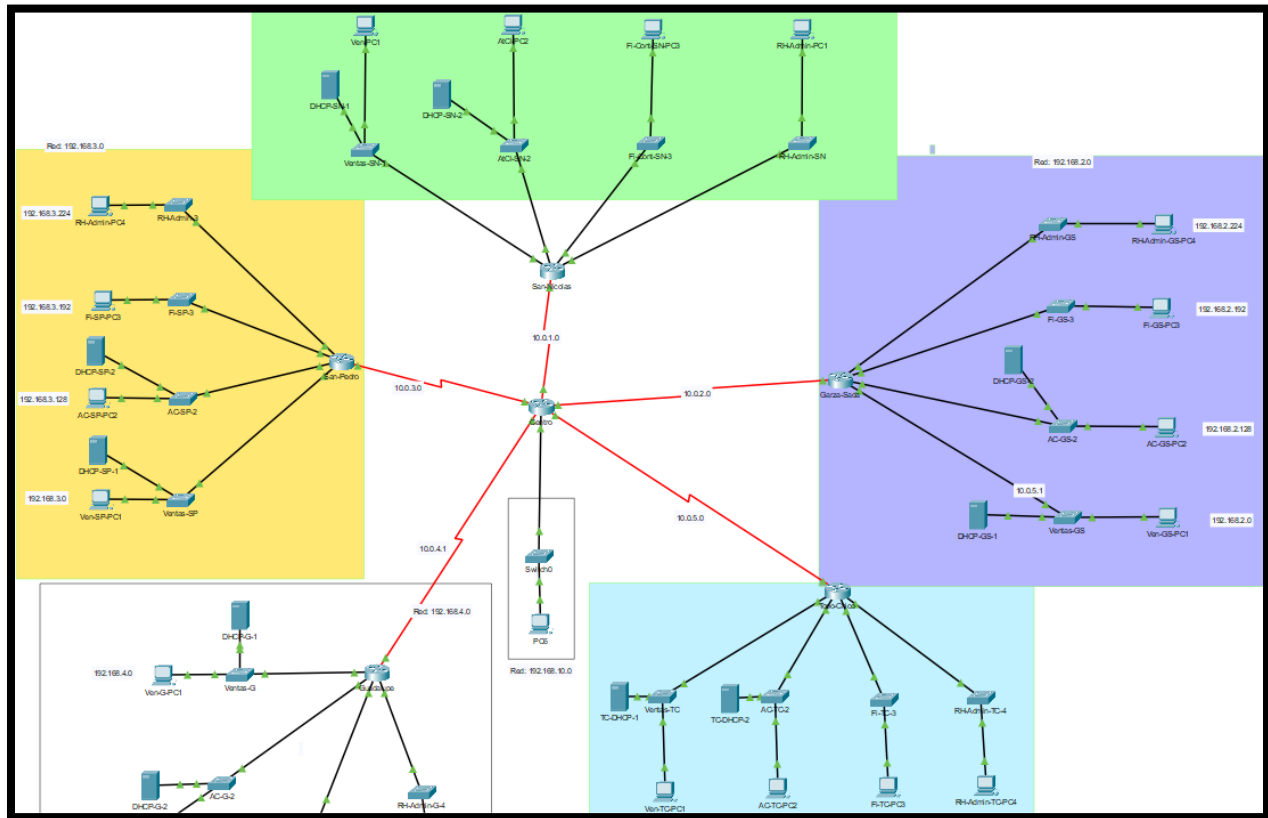 Ven-PC1
AtCl-PC2
Fi-Cont-SN-PC3
RH-Admin-PC1
DHCP-SN-1
DHCP-SN-2
Ventas-SN-1
AtCl-SN-2
Fi-Cont-SN-3
RH-Admin-SN
San-Nicolas
Red: 192.168.3.0
192.168.3.224
RH-Admin-PC4
RH-Admin-3
192.168.3.192
Fi-SP-PC3
Fi-SP-3
DHCP-SP-2
192.168.3.128
AC-SP-PC2
AC-SP-2
DHCP-SP-1
192.168.3.0
Ven-SP-PC1
Ventas-SP
San-Pedro
10.0.1.0
10.0.3.0
10.0.2.0
Centro
10.0.4.1
10.0.5.0
Red: 192.168.2.0
RH-Admin-GS
RH-Admin-GS-PC4
192.168.2.224
Fi-GS-3
Fi-GS-PC3
192.168.2.192
DHCP-GS-2
Garza-Sada
AC-GS-2
AC-GS-PC2
192.168.2.128
10.0.5.1
DHCP-GS-1
Ventas-GS
Ven-GS-PC1
192.168.2.0
Switch0
PC6
Red: 192.168.10.0
Red: 192.168.4.0
DHCP-G-1
192.168.4.0
Ven-G-PC1
Ventas-G
Guadalupe
DHCP-G-2
AC-G-2
RH-Admin-G-4
TC-DHCP-1
Ventas-TC
TC-DHCP-2
AC-TC-2
Fi-TC-3
RH-Admin-TC-4
Ven-TC-PC1
AC-TC-PC2
Fi-TC-PC3
RH-Admin-TC-PC4